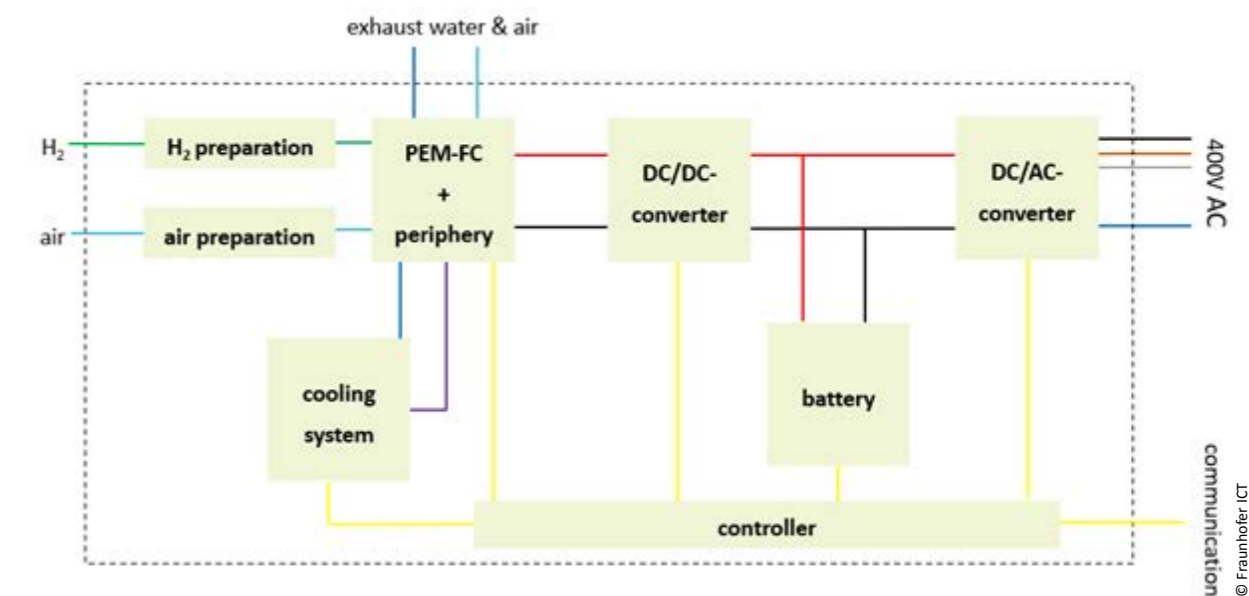 exhaust water & air
H₂
H₂ preparation
PEM-FC
+
periphery
DC/DC-
converter
DC/AC-
converter
400V AC
air
air preparation
cooling
system
battery
controller
communication
© Fraunhofer ICT